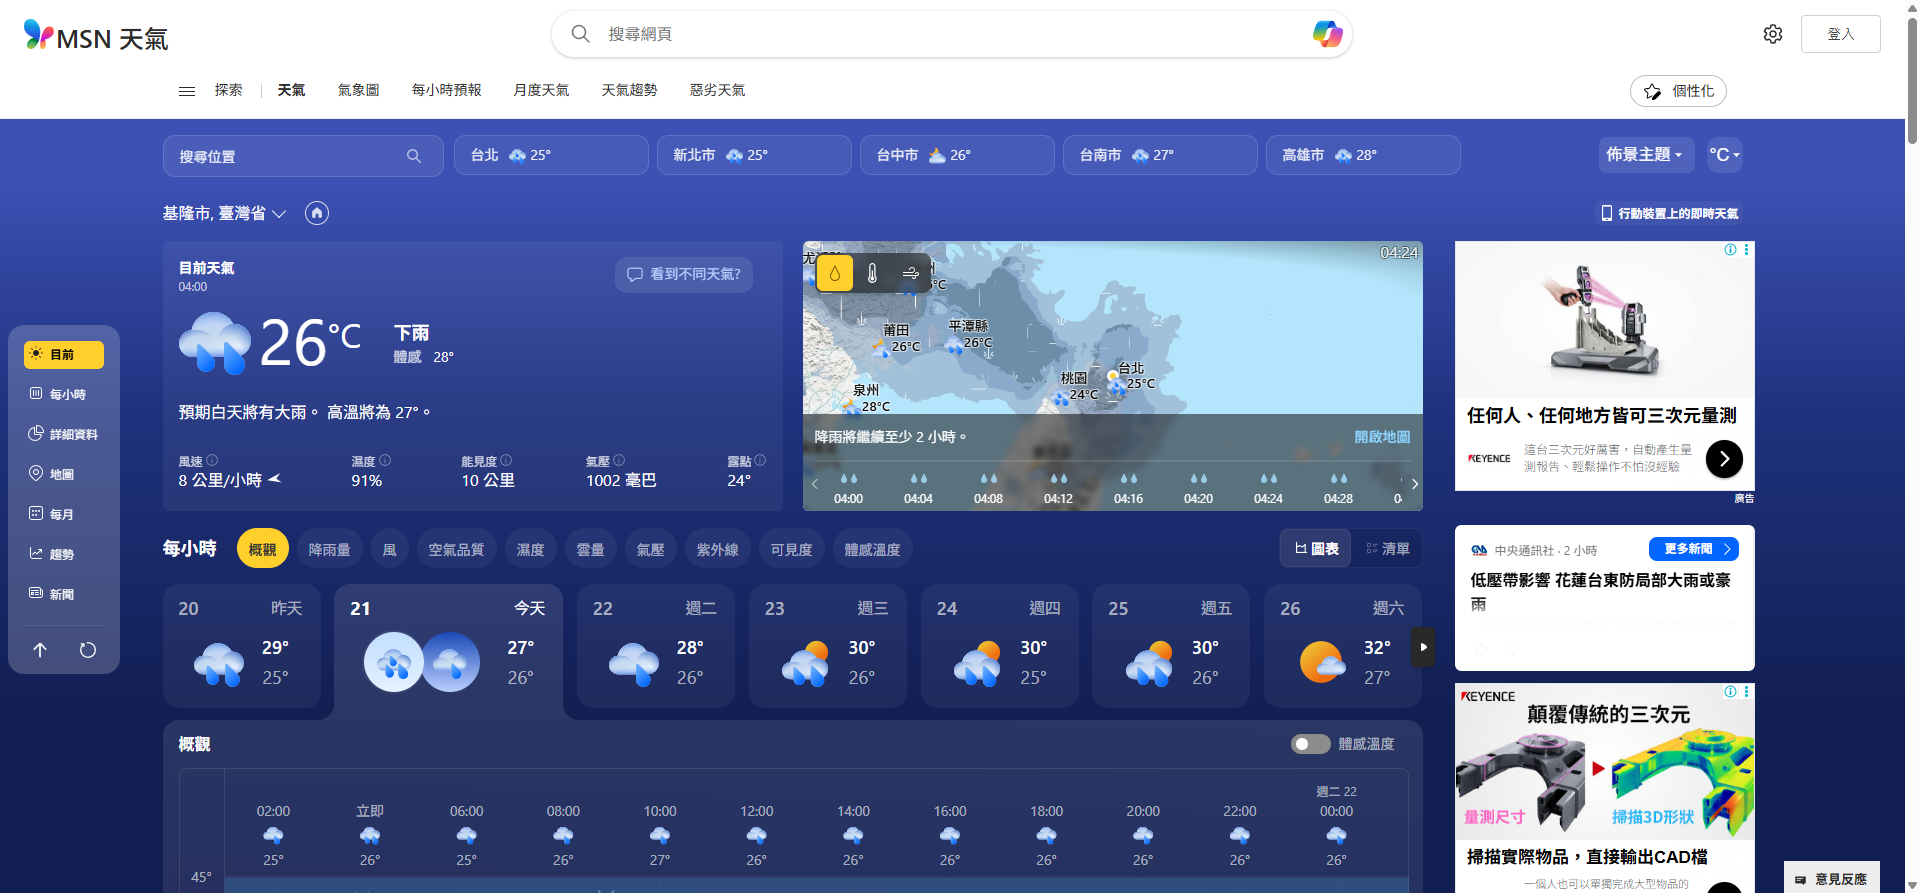 MSN 天氣
搜尋網頁
登入
探索
天氣
氣象圖
每小時預報
月度天氣
天氣趨勢
惡劣天氣
個性化
搜尋位置
台北 25°
新北市 25°
台中市 26°
台南市 27°
高雄市 28°
佈景主題
°C
基隆市, 臺灣省
行動裝置上的即時天氣
目前
每小時
詳細資料
地圖
每月
趨勢
新聞
目前天氣
04:00
看到不同天氣?
26°C
下雨
體感 28°
預期白天將有大雨。 高溫將為 27°。
風速
8 公里/小時
濕度
91%
能見度
10 公里
氣壓
1002 毫巴
露點
24°
04:24
莆田
26°C
平潭縣
26°C
泉州
28°C
桃園
24°C
台北
25°C
降雨將繼續至少 2 小時。
開啟地圖
04:00 04:04 04:08 04:12 04:16 04:20 04:24 04:28
每小時
概觀
降雨量
風
空氣品質
濕度
雲量
氣壓
紫外線
可見度
體感溫度
圖表
清單
20 昨天
29°
25°
21 今天
27°
26°
22 週二
28°
26°
23 週三
30°
26°
24 週四
30°
25°
25 週五
30°
26°
26 週六
32°
27°
概觀
體感溫度
週二 22
02:00 立即 06:00 08:00 10:00 12:00 14:00 16:00 18:00 20:00 22:00 00:00
25° 26° 25° 26° 27° 26° 26° 26° 26° 26° 26° 26°
45°
任何人、任何地方皆可三次元量測
KEYENCE
這台三次元好厲害，自動產生量
測報告、輕鬆操作不怕沒經驗
廣告
中央通訊社 · 2 小時
更多新聞
低壓帶影響 花蓮台東防局部大雨或豪
雨
KEYENCE
顛覆傳統的三次元
量測尺寸
掃描3D形狀
掃描實際物品，直接輸出CAD檔
一個人也可以單獨完成大型物品的
意見反應